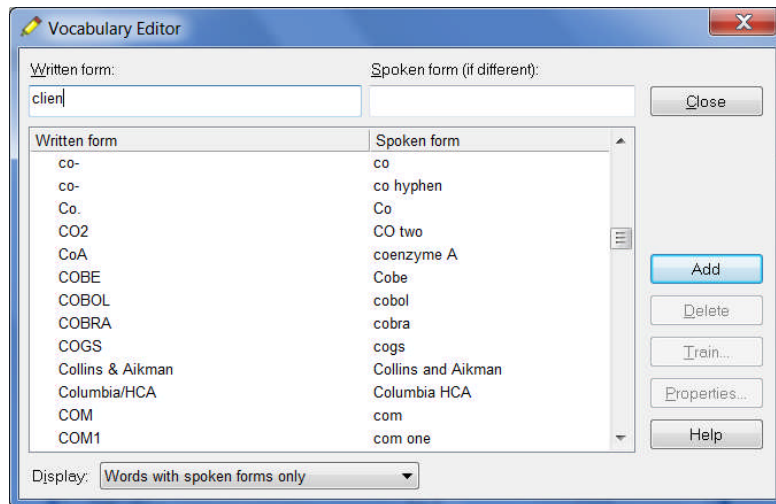 Vocabulary Editor
Written form: Spoken form (if different):
clien
Close
Written form Spoken form
co- co
co- co hyphen
Co. Co
CO2 CO two
CoA coenzyme A
COBE Cobe
COBOL cobol
COBRA cobra
COGS cogs
Collins & Aikman Collins and Aikman
Columbia/HCA Columbia HCA
COM com
COM1 com one
Add
Delete
Train...
Properties...
Help
Display: Words with spoken forms only